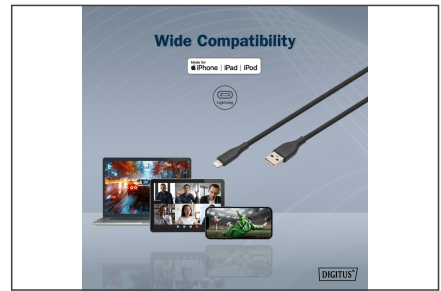 Wide Compatibility
Made for
iPhone | iPad | iPod
Lightning
DIGITUS®